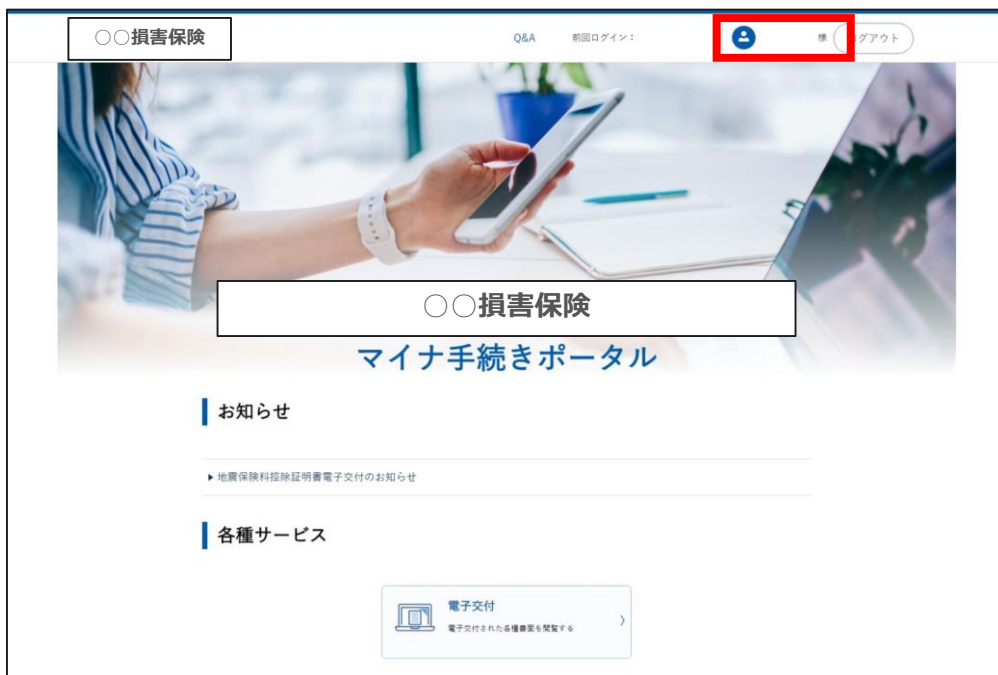 ○○損害保険
Q&A
前回ログイン：
様
グアウト
○○損害保険
マイナ手続きポータル
お知らせ
地震保険料控除証明書電子交付のお知らせ
各種サービス
電子交付
電子交付された各種書面を閲覧する